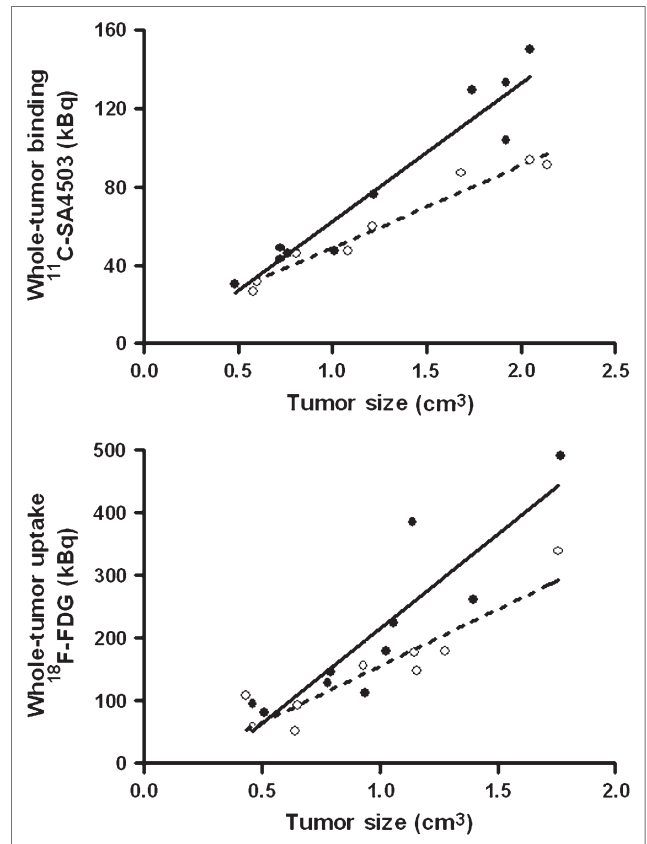 Whole-tumor binding
¹¹C-SA4503 (kBq)
160
120
80
40
0
0.0 0.5 1.0 1.5 2.0 2.5
Tumor size (cm³)
Whole-tumor uptake
¹⁸F-FDG (kBq)
500
400
300
200
100
0
0.0 0.5 1.0 1.5 2.0
Tumor size (cm³)